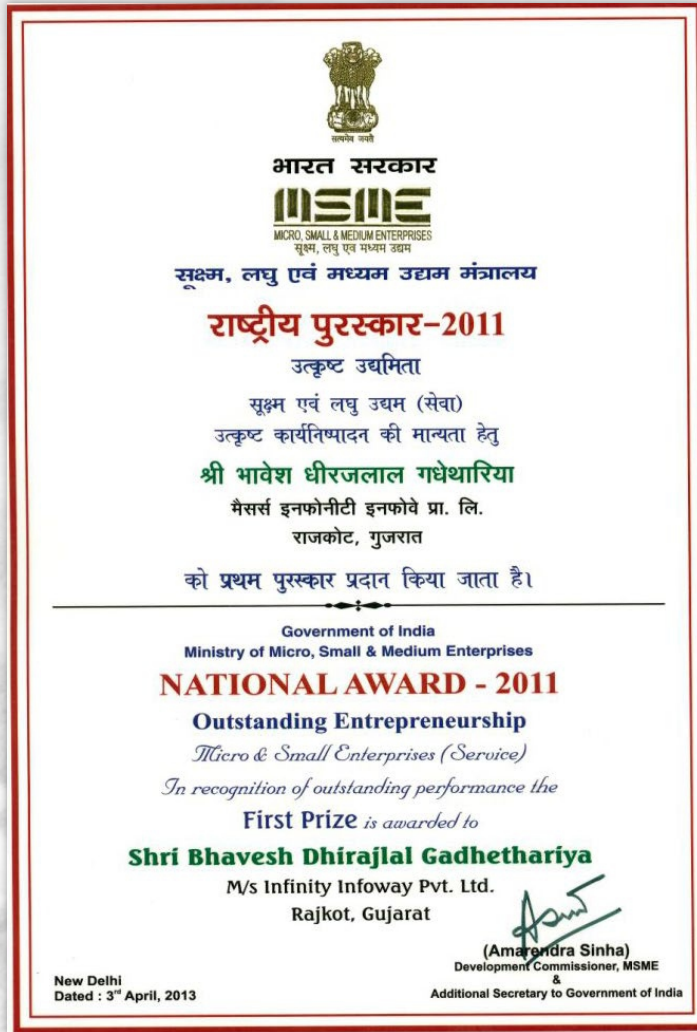 सत्यमेव जयते
भारत सरकार
MSME
MICRO, SMALL & MEDIUM ENTERPRISES
सूक्ष्म, लघु एवं मध्यम उद्यम
सूक्ष्म, लघु एवं मध्यम उद्यम मंत्रालय
राष्ट्रीय पुरस्कार-2011
उत्कृष्ट उद्यमिता
सूक्ष्म एवं लघु उद्यम (सेवा)
उत्कृष्ट कार्यनिष्पादन की मान्यता हेतु
श्री भावेश धीरजलाल गधेथारिया
मैसर्स इनफोनीटी इनफोवे प्रा. लि.
राजकोट, गुजरात
को प्रथम पुरस्कार प्रदान किया जाता है।
Government of India
Ministry of Micro, Small & Medium Enterprises
NATIONAL AWARD - 2011
Outstanding Entrepreneurship
Micro & Small Enterprises (Service)
In recognition of outstanding performance the
First Prize is awarded to
Shri Bhavesh Dhirajlal Gadhethariya
M/s Infinity Infoway Pvt. Ltd.
Rajkot, Gujarat
(Amarendra Sinha)
Development Commissioner, MSME
&
Additional Secretary to Government of India
New Delhi
Dated : 3rd April, 2013